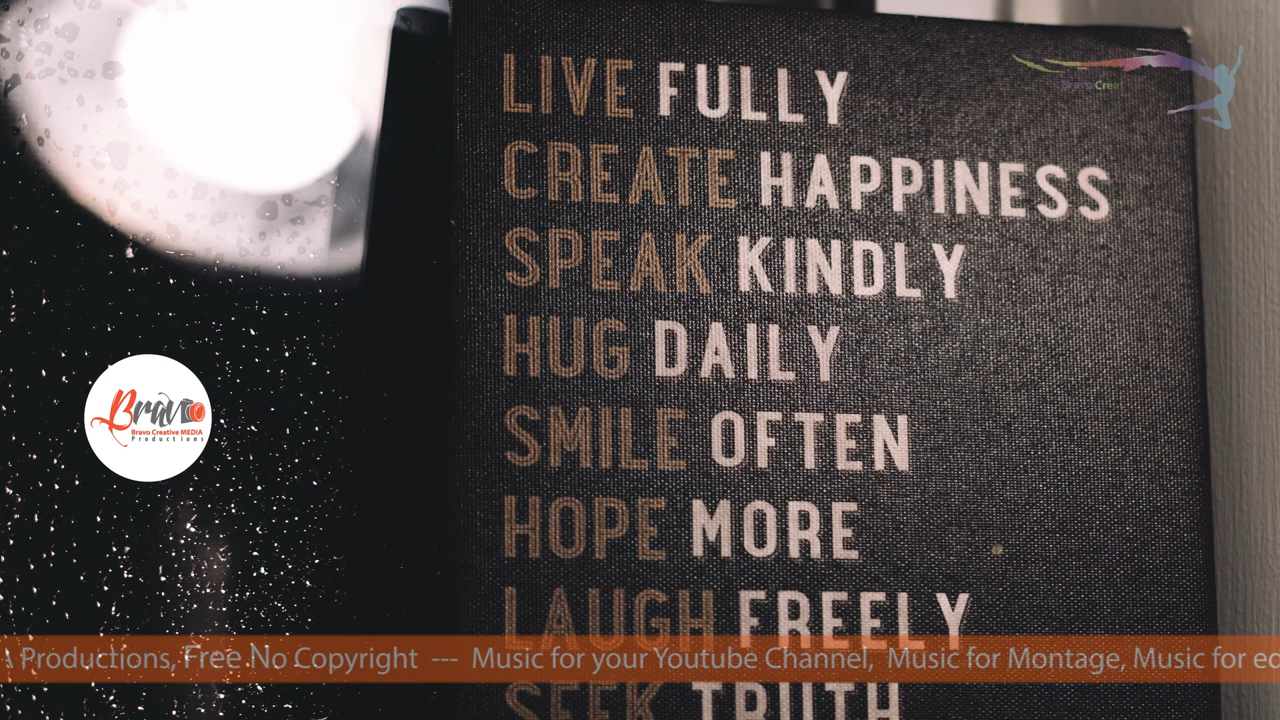 LIVE FULLY
CREATE HAPPINESS
SPEAK KINDLY
HUG DAILY
SMILE OFTEN
HOPE MORE
LAUGH FREELY
SEEK TRUTH
Bravo
Bravo Creative MEDIA
Productions
Productions, Free No Copyright --- Music for your Youtube Channel, Music for Montage, Music for